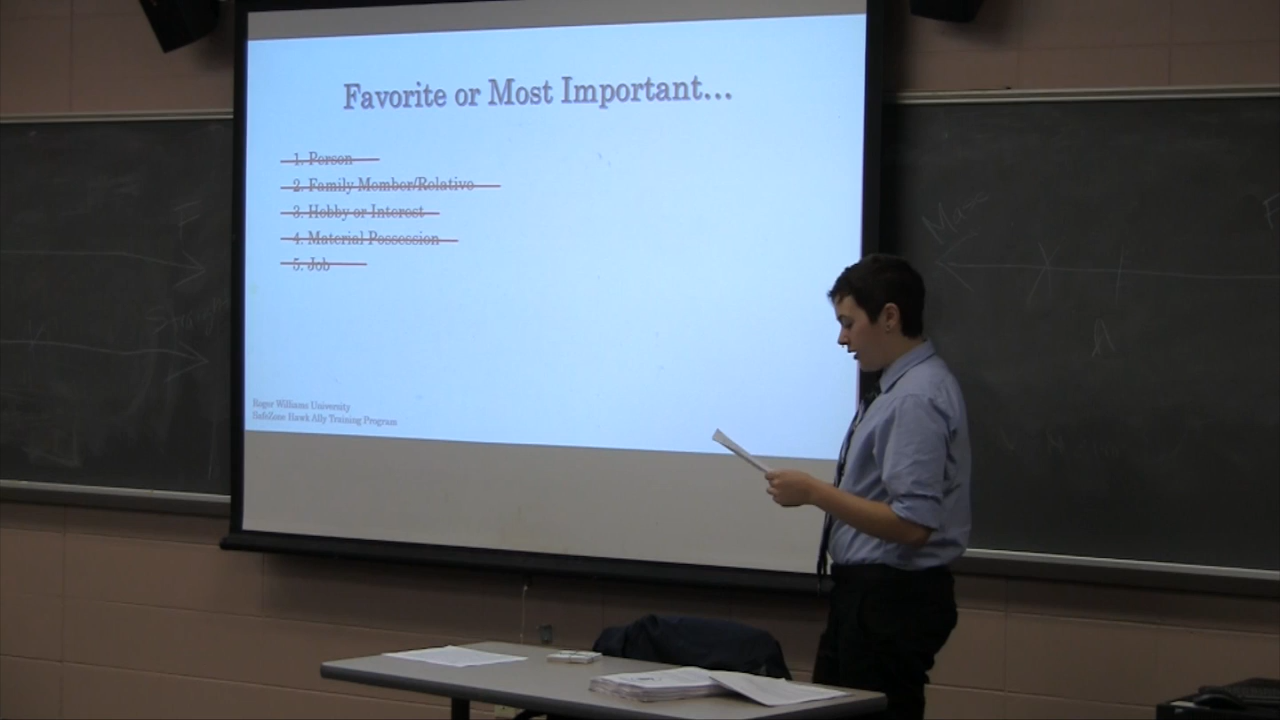 Favorite or Most Important...
1. Person
2. Family Member/Relative
3. Hobby or Interest
4. Material Possession
5. Job
Roger Williams University
SafeZone Hawk Ally Training Program
F
Strength